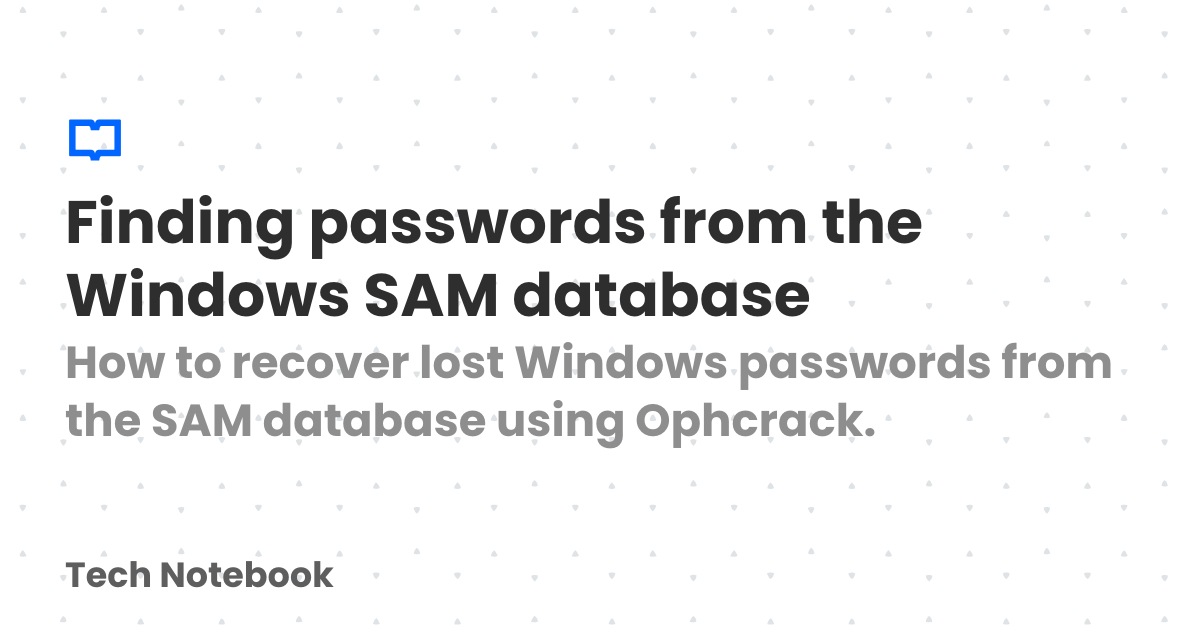 Finding passwords from the
Windows SAM database
How to recover lost Windows passwords from
the SAM database using Ophcrack.
Tech Notebook